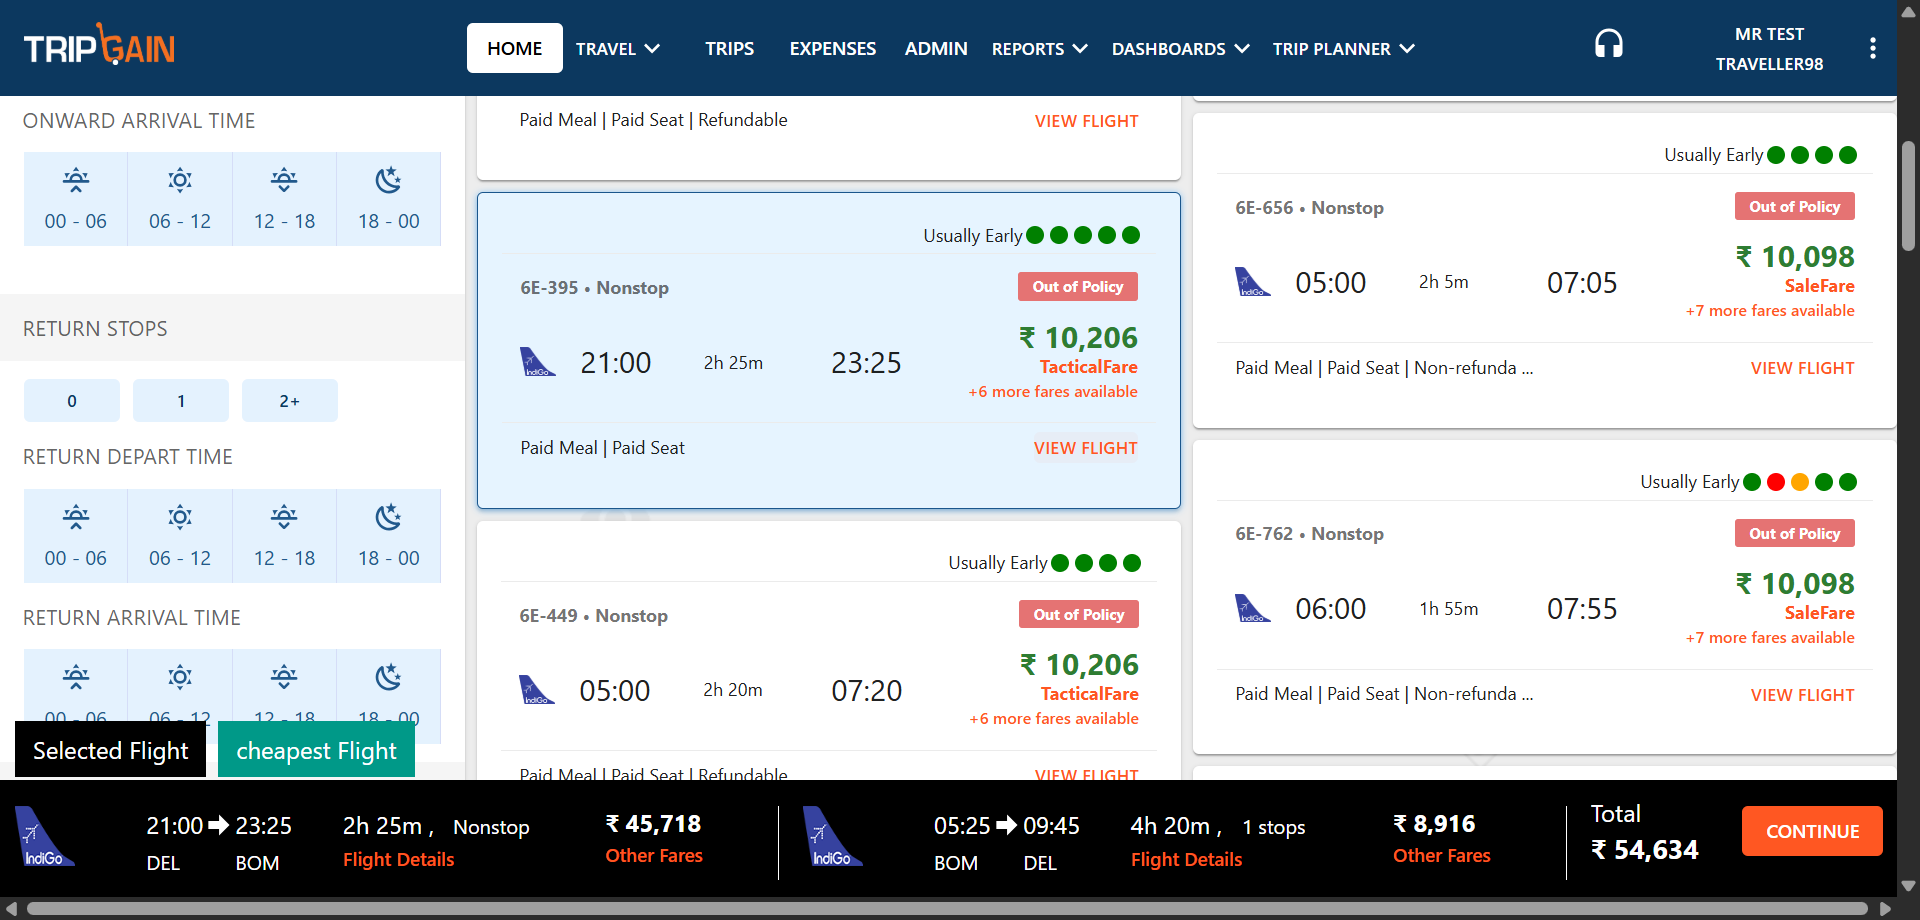 TRIPGAIN
HOME
TRAVEL
TRIPS
EXPENSES
ADMIN
REPORTS
DASHBOARDS
TRIP PLANNER
MR TEST
TRAVELLER98
ONWARD ARRIVAL TIME
00 - 06
06 - 12
12 - 18
18 - 00
RETURN STOPS
0
1
2+
RETURN DEPART TIME
00 - 06
06 - 12
12 - 18
18 - 00
RETURN ARRIVAL TIME
00 - 06
06 - 12
12 - 18
18 - 00
Selected Flight
cheapest Flight
Paid Meal | Paid Seat | Refundable
VIEW FLIGHT
Usually Early
6E-395 • Nonstop
Out of Policy
IndiGo
21:00
2h 25m
23:25
₹ 10,206
TacticalFare
+6 more fares available
Paid Meal | Paid Seat
VIEW FLIGHT
Usually Early
6E-449 • Nonstop
Out of Policy
IndiGo
05:00
2h 20m
07:20
₹ 10,206
TacticalFare
+6 more fares available
Paid Meal | Paid Seat | Refundable
VIEW FLIGHT
Usually Early
6E-656 • Nonstop
Out of Policy
IndiGo
05:00
2h 5m
07:05
₹ 10,098
SaleFare
+7 more fares available
Paid Meal | Paid Seat | Non-refunda ...
VIEW FLIGHT
Usually Early
6E-762 • Nonstop
Out of Policy
IndiGo
06:00
1h 55m
07:55
₹ 10,098
SaleFare
+7 more fares available
Paid Meal | Paid Seat | Non-refunda ...
VIEW FLIGHT
IndiGo
21:00 → 23:25
DEL BOM
2h 25m , Nonstop
Flight Details
₹ 45,718
Other Fares
IndiGo
05:25 → 09:45
BOM DEL
4h 20m , 1 stops
Flight Details
₹ 8,916
Other Fares
Total
₹ 54,634
CONTINUE